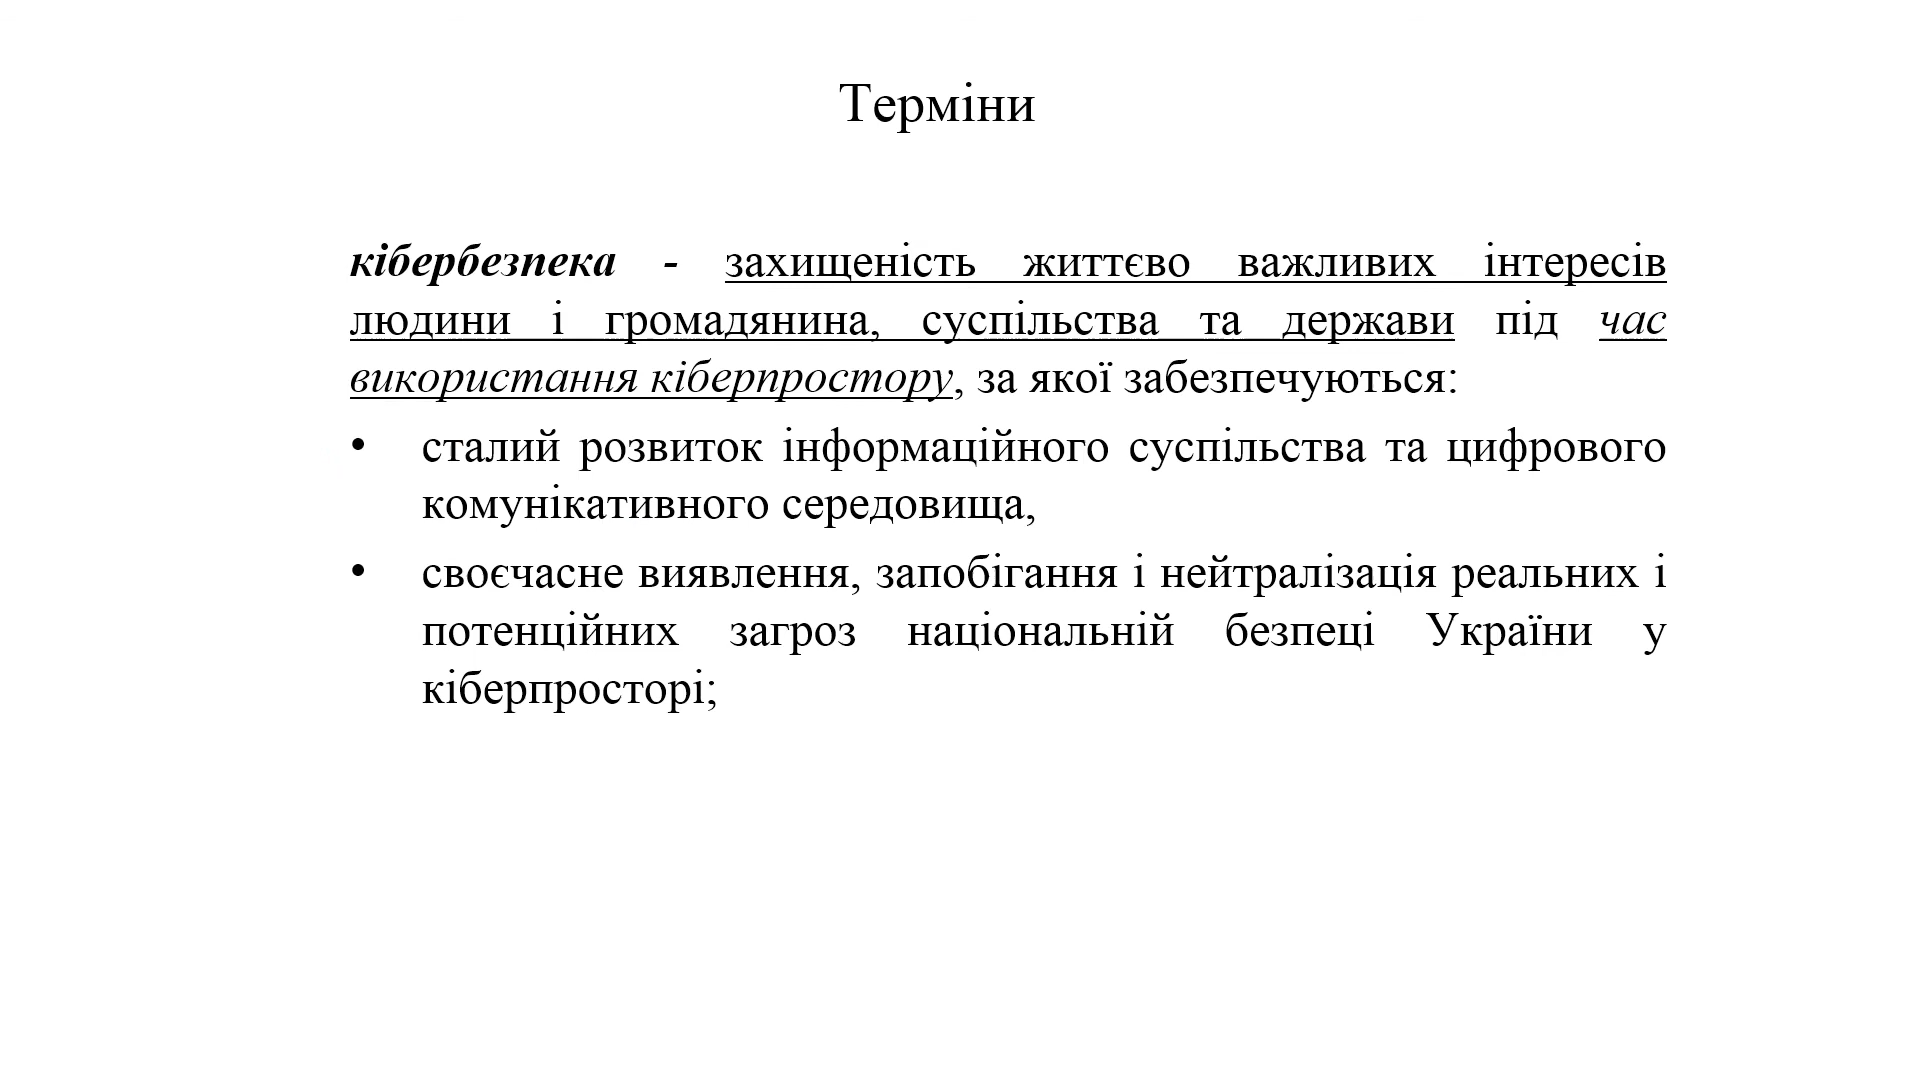 Терміни
кібербезпека - захищеність життєво важливих інтересів
людини і громадянина, суспільства та держави під час
використання кіберпростору, за якої забезпечуються:
• сталий розвиток інформаційного суспільства та цифрового
комунікативного середовища,
• своєчасне виявлення, запобігання і нейтралізація реальних і
потенційних загроз національній безпеці України у
кіберпросторі;